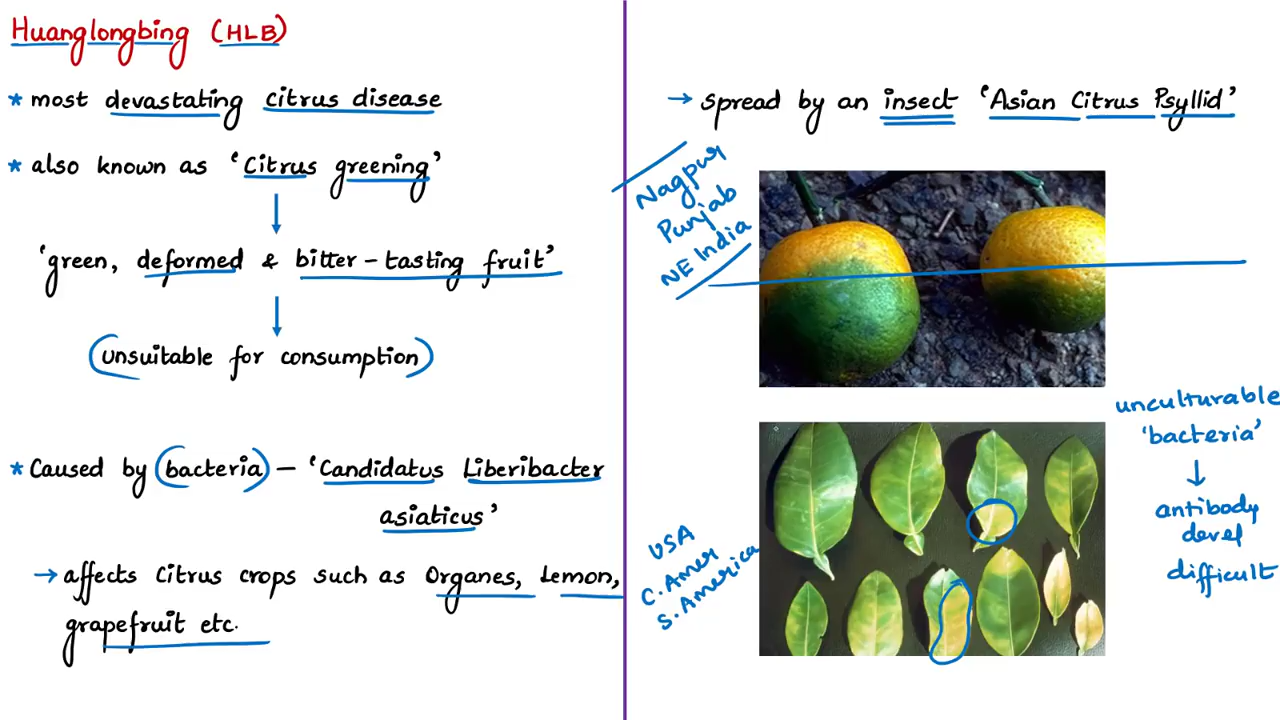 Huanglongbing (HLB)
* most devastating citrus disease
* also known as 'Citrus greening'
'green, deformed & bitter-tasting fruit'
(unsuitable for consumption)
* Caused by (bacteria) – 'Candidatus Liberibacter
asiaticus'
→ affects Citrus crops such as Organes, Lemon,
grapefruit etc.
→ spread by an insect 'Asian Citrus Psyllid'
Nagpur
Punjab
NE India
unculturable
'bacteria'
↓
antibody
devel
difficult
USA
C. Amer
S. America